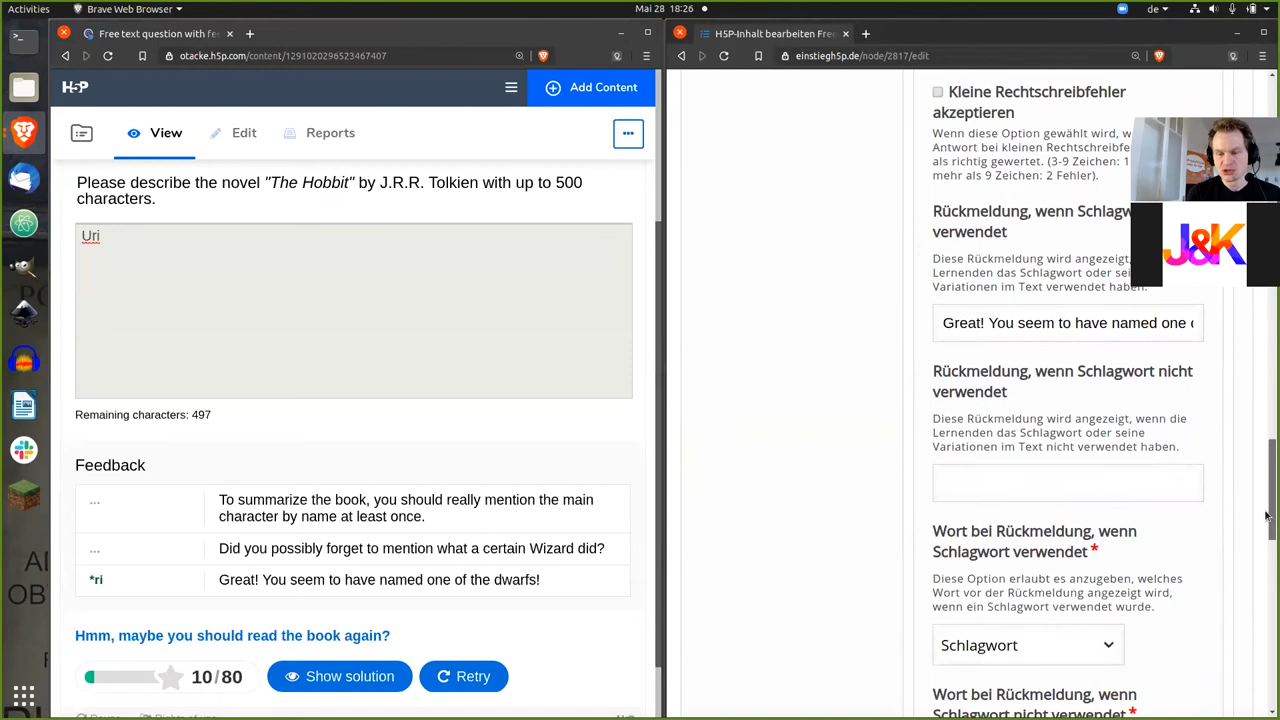 Activities
Brave Web Browser
Mai 28 18:26
de
Free text question with fe
otacke.h5p.com/content/1291020296523467407
H5P
Add Content
View
Edit
Reports
Please describe the novel "The Hobbit" by J.R.R. Tolkien with up to 500
characters.
Uri
Remaining characters: 497
Feedback
...
To summarize the book, you should really mention the main
character by name at least once.
...
Did you possibly forget to mention what a certain Wizard did?
*ri
Great! You seem to have named one of the dwarfs!
Hmm, maybe you should read the book again?
10/80
Show solution
Retry
H5P-Inhalt bearbeiten Fre
einstiegh5p.de/node/2817/edit
Kleine Rechtschreibfehler
akzeptieren
Wenn diese Option gewählt wird, w
Antwort bei kleinen Rechtschreibfe
als richtig gewertet. (3-9 Zeichen: 1
mehr als 9 Zeichen: 2 Fehler).
Rückmeldung, wenn Schlagw
verwendet
Diese Rückmeldung wird angezeigt,
Lernenden das Schlagwort oder sein
Variationen im Text verwendet haben.
Great! You seem to have named one
Rückmeldung, wenn Schlagwort nicht
verwendet
Diese Rückmeldung wird angezeigt, wenn die
Lernenden das Schlagwort oder seine
Variationen im Text nicht verwendet haben.
Wort bei Rückmeldung, wenn
Schlagwort verwendet *
Diese Option erlaubt es anzugeben, welches
Wort vor der Rückmeldung angezeigt wird,
wenn ein Schlagwort verwendet wurde.
Schlagwort
Wort bei Rückmeldung, wenn
Schlagwort nicht verwendet *
J&K